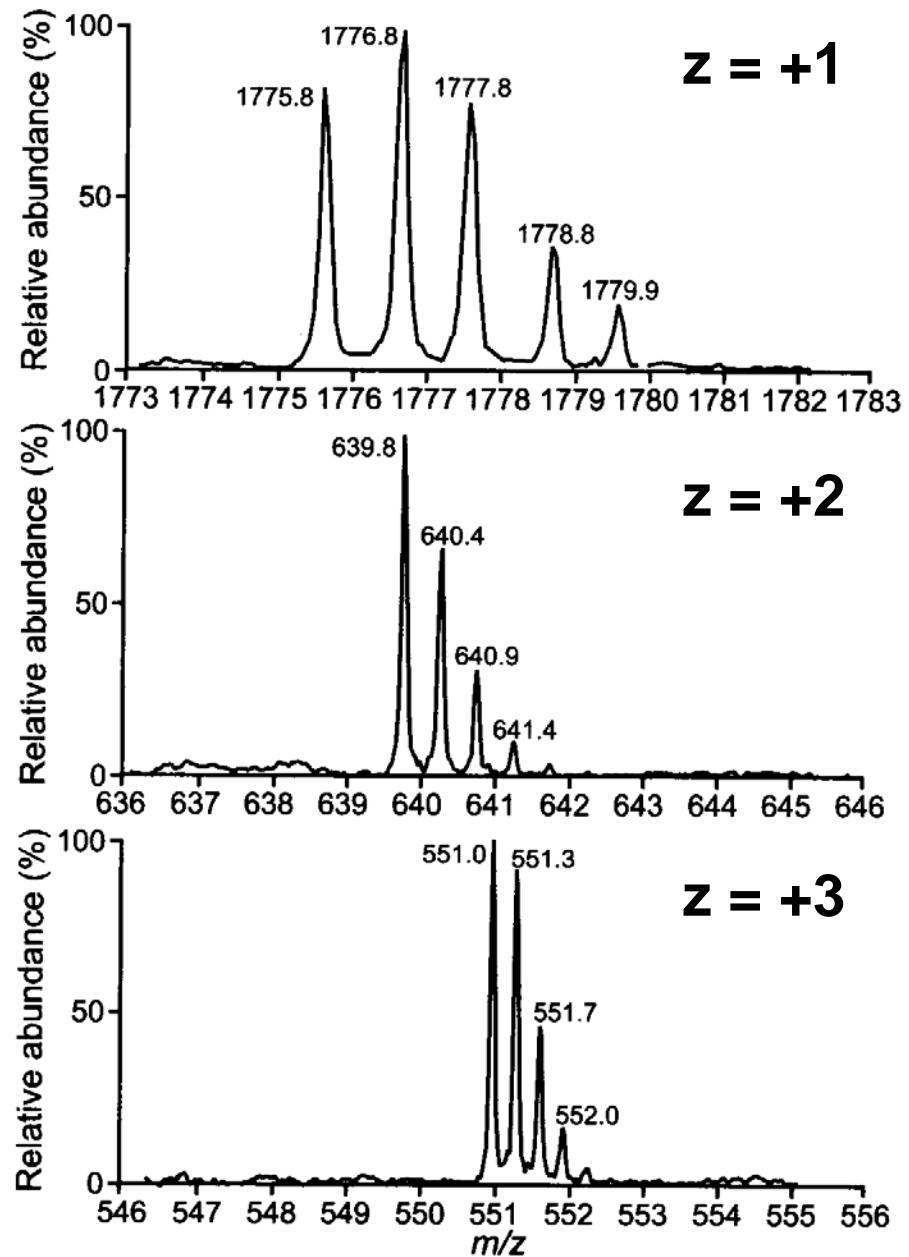 Relative abundance (%)
100
50
0
1775.8
1776.8
1777.8
1778.8
1779.9
z = +1
1773 1774 1775 1776 1777 1778 1779 1780 1781 1782 1783
Relative abundance (%)
100
50
0
639.8
640.4
640.9
641.4
z = +2
636 637 638 639 640 641 642 643 644 645 646
Relative abundance (%)
100
50
0
551.0
551.3
551.7
552.0
z = +3
546 547 548 549 550 551 552 553 554 555 556
m/z